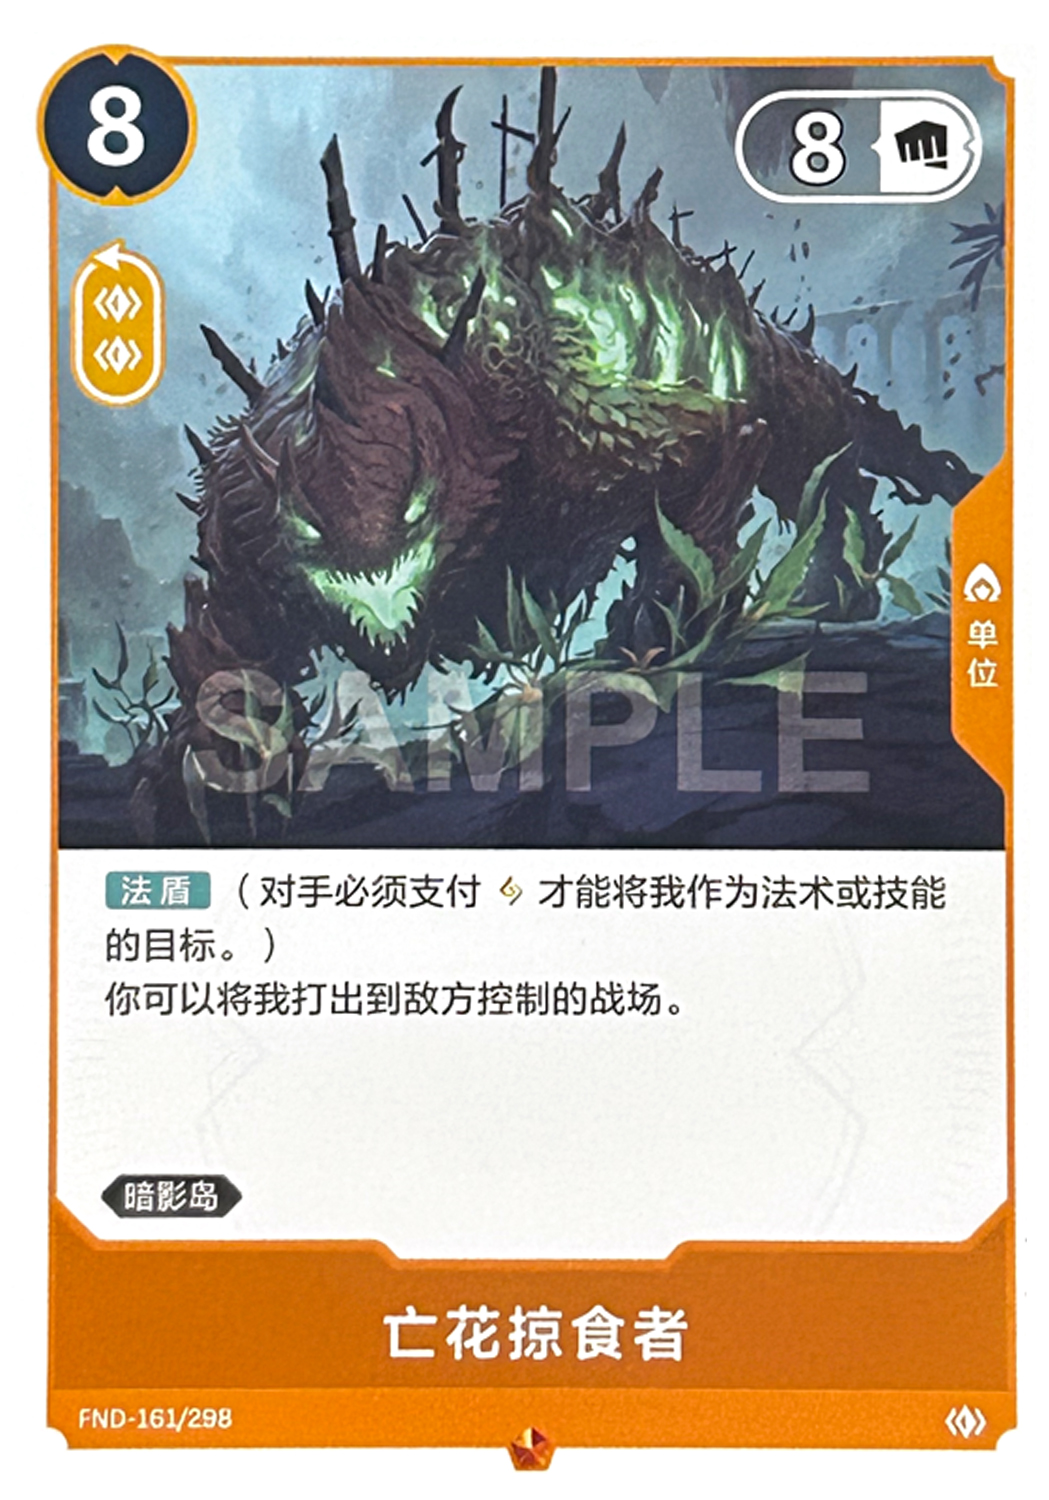 8
8
单位
SAMPLE
法盾 （对手必须支付 才能将我作为法术或技能
的目标。）
你可以将我打出到敌方控制的战场。
暗影岛
亡花掠食者
FND-161/298